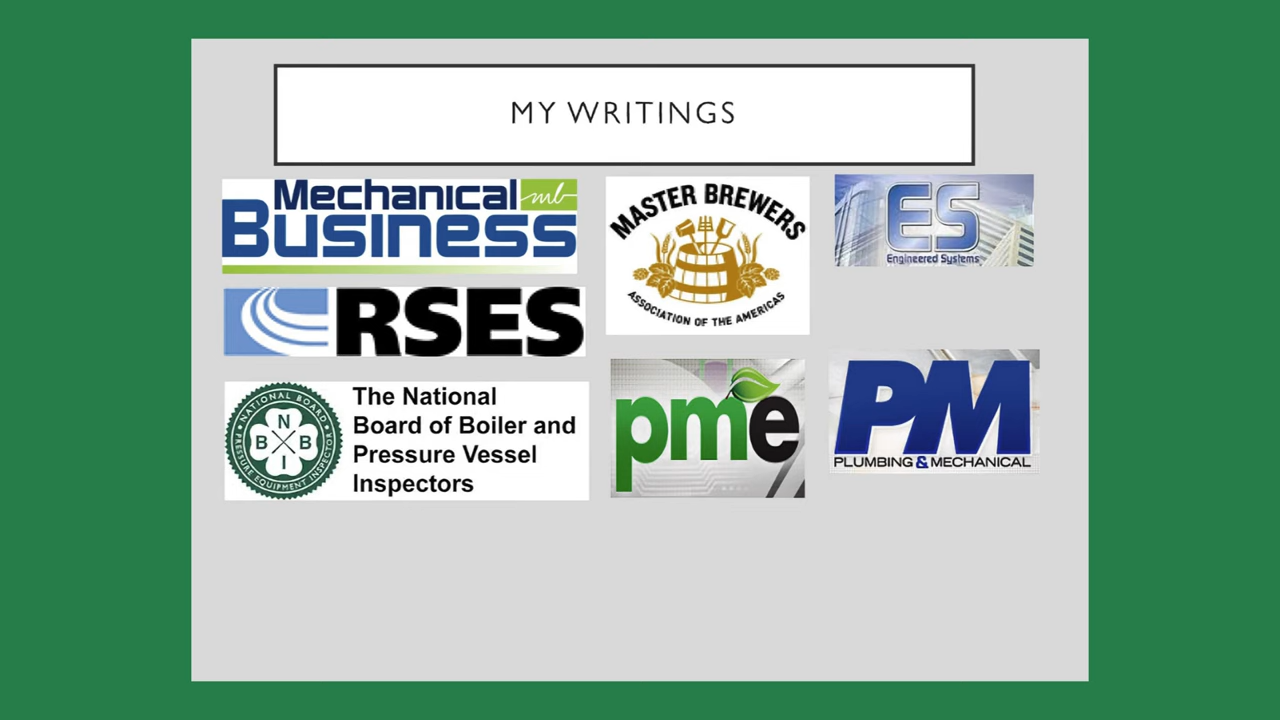 MY WRITINGS
Mechanical mb
Business
MASTER BREWERS
ASSOCIATION OF THE AMERICAS
ES
Engineered Systems
RSES
NATIONAL BOARD
PRESSURE EQUIPMENT INSPECTOR
N
B B
I
The National
Board of Boiler and
Pressure Vessel
Inspectors
pme
PM
PLUMBING & MECHANICAL